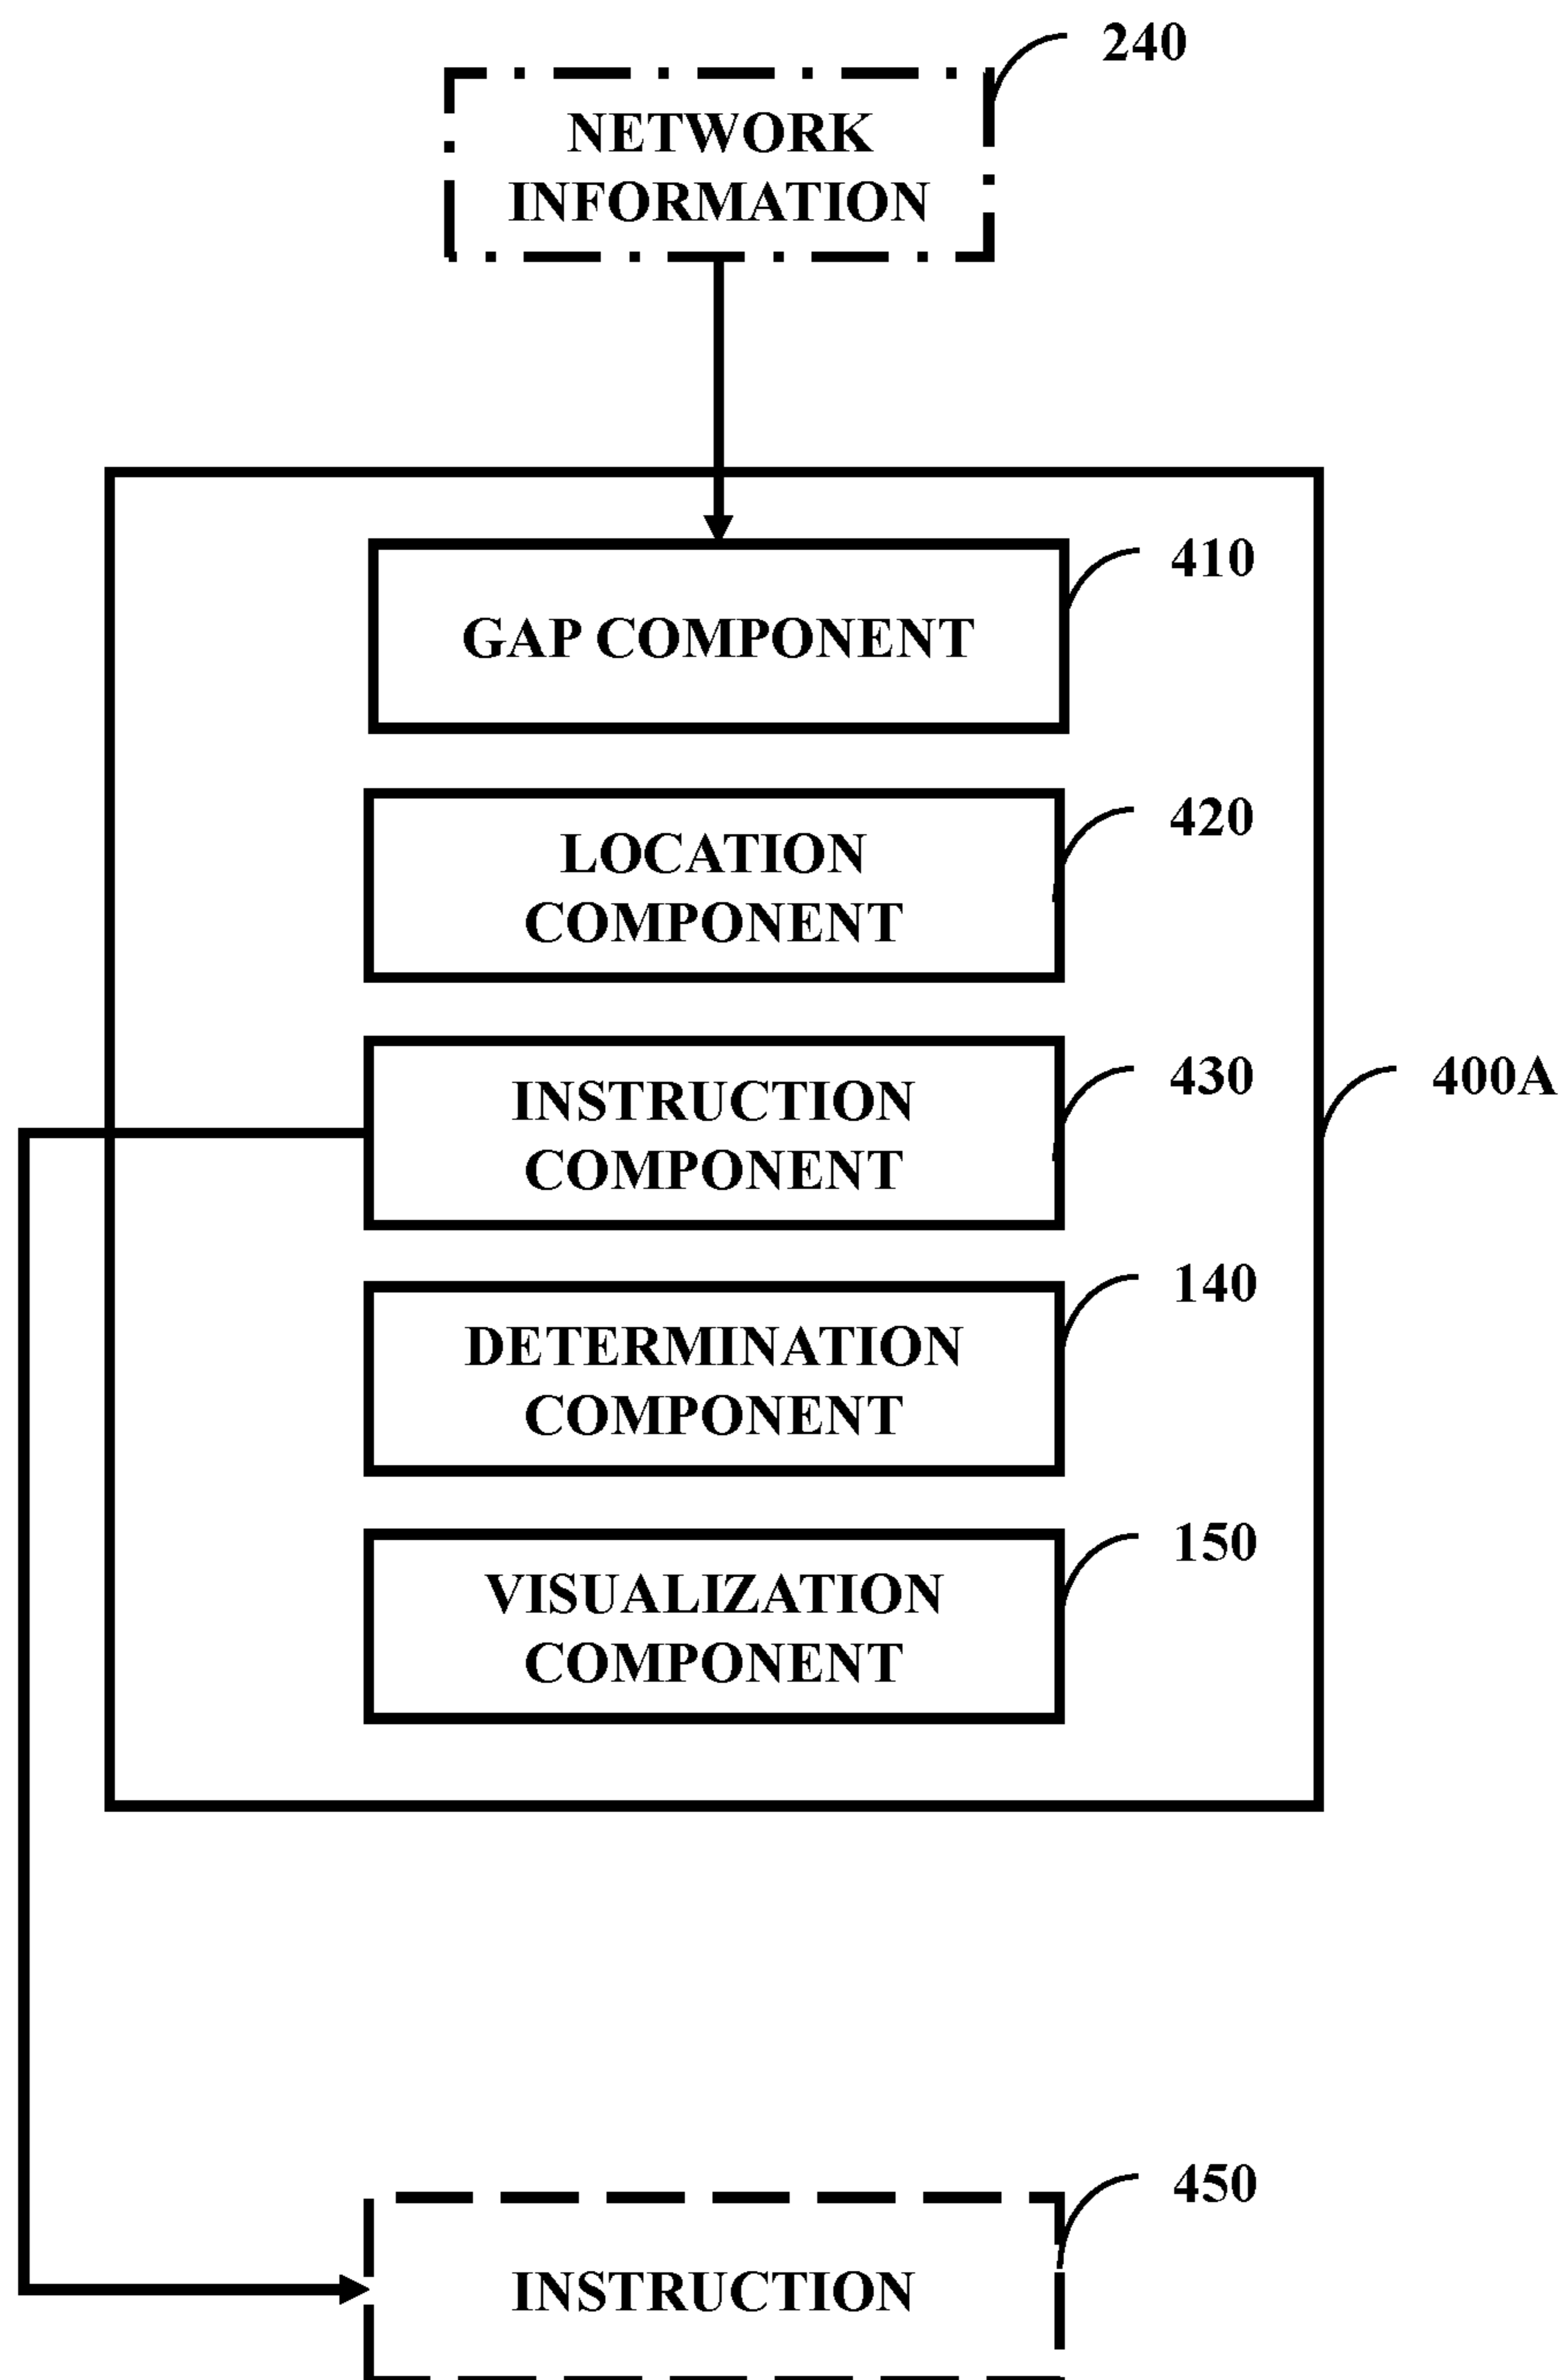 240
NETWORK
INFORMATION
410
GAP COMPONENT
420
LOCATION
COMPONENT
430
400A
INSTRUCTION
COMPONENT
140
DETERMINATION
COMPONENT
150
VISUALIZATION
COMPONENT
450
INSTRUCTION